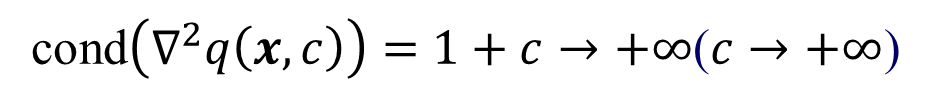 cond(∇²q(x, c)) = 1 + c → +∞(c → +∞)